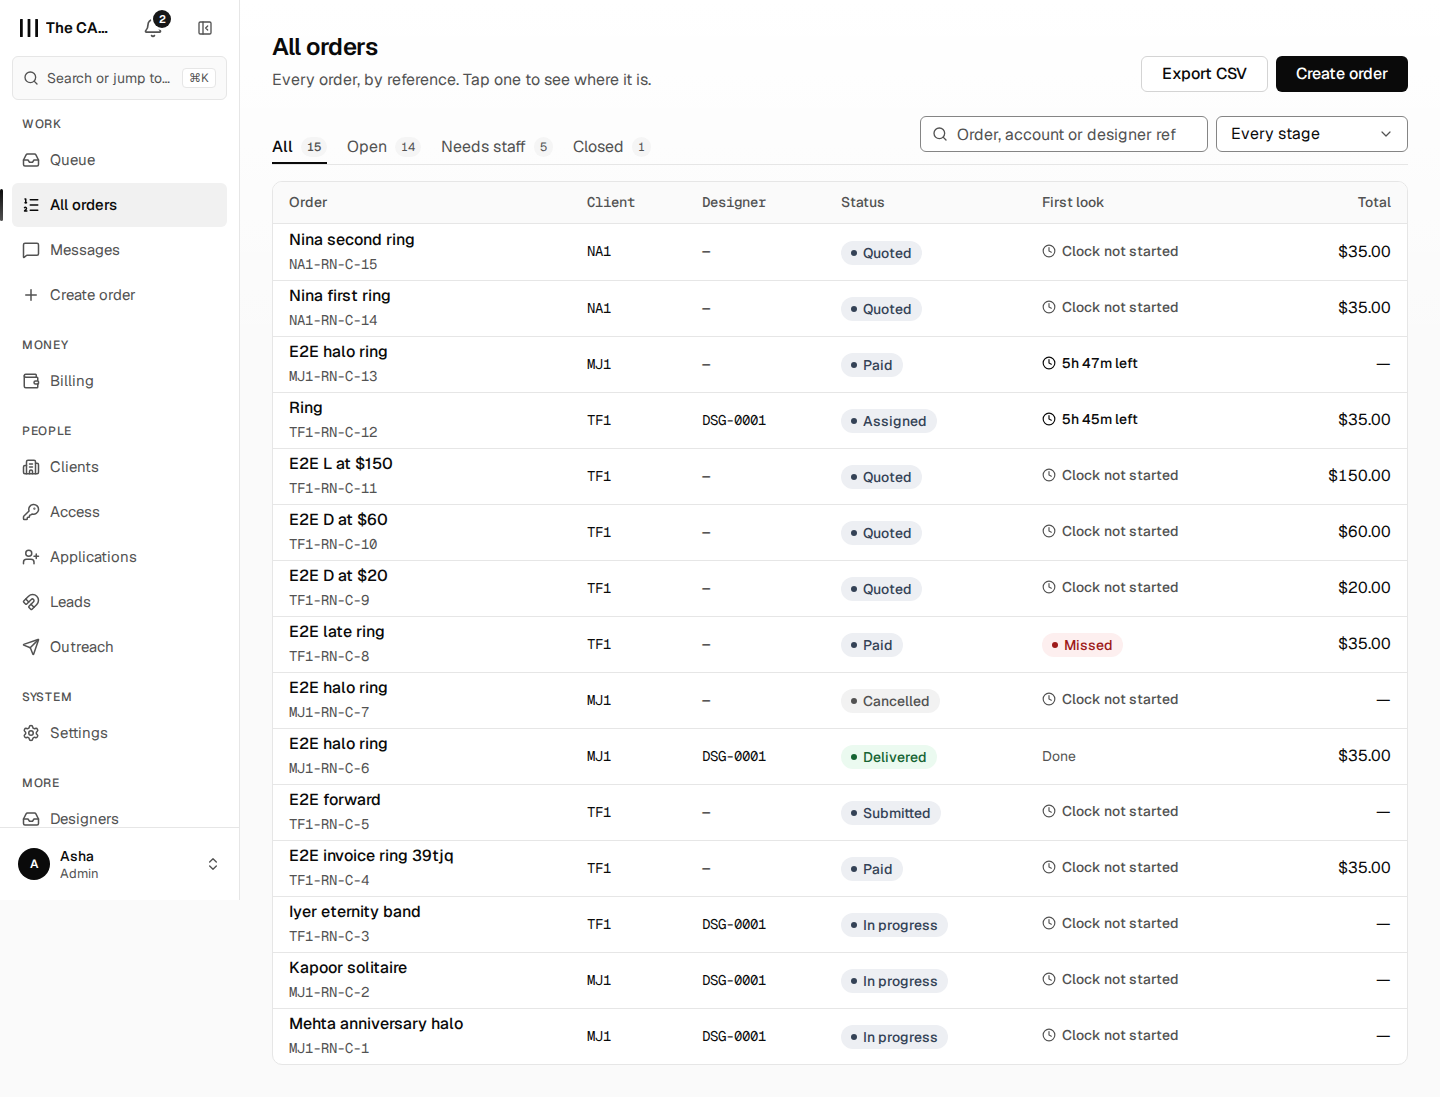 The CA...
2
Search or jump to... ⌘K
WORK
Queue
All orders
Messages
Create order
MONEY
Billing
PEOPLE
Clients
Access
Applications
Leads
Outreach
SYSTEM
Settings
MORE
Designers
A
Asha
Admin
All orders
Every order, by reference. Tap one to see where it is.
Export CSV
Create order
All 15 Open 14 Needs staff 5 Closed 1
Order, account or designer ref
Every stage
Order Client Designer Status First look Total
Nina second ring
NA1-RN-C-15 NA1 — Quoted Clock not started $35.00
Nina first ring
NA1-RN-C-14 NA1 — Quoted Clock not started $35.00
E2E halo ring
MJ1-RN-C-13 MJ1 — Paid 5h 47m left —
Ring
TF1-RN-C-12 TF1 DSG-0001 Assigned 5h 45m left $35.00
E2E L at $150
TF1-RN-C-11 TF1 — Quoted Clock not started $150.00
E2E D at $60
TF1-RN-C-10 TF1 — Quoted Clock not started $60.00
E2E D at $20
TF1-RN-C-9 TF1 — Quoted Clock not started $20.00
E2E late ring
TF1-RN-C-8 TF1 — Paid Missed $35.00
E2E halo ring
MJ1-RN-C-7 MJ1 — Cancelled Clock not started —
E2E halo ring
MJ1-RN-C-6 MJ1 DSG-0001 Delivered Done $35.00
E2E forward
TF1-RN-C-5 TF1 — Submitted Clock not started —
E2E invoice ring 39tjq
TF1-RN-C-4 TF1 — Paid Clock not started $35.00
Iyer eternity band
TF1-RN-C-3 TF1 DSG-0001 In progress Clock not started —
Kapoor solitaire
MJ1-RN-C-2 MJ1 DSG-0001 In progress Clock not started —
Mehta anniversary halo
MJ1-RN-C-1 MJ1 DSG-0001 In progress Clock not started —